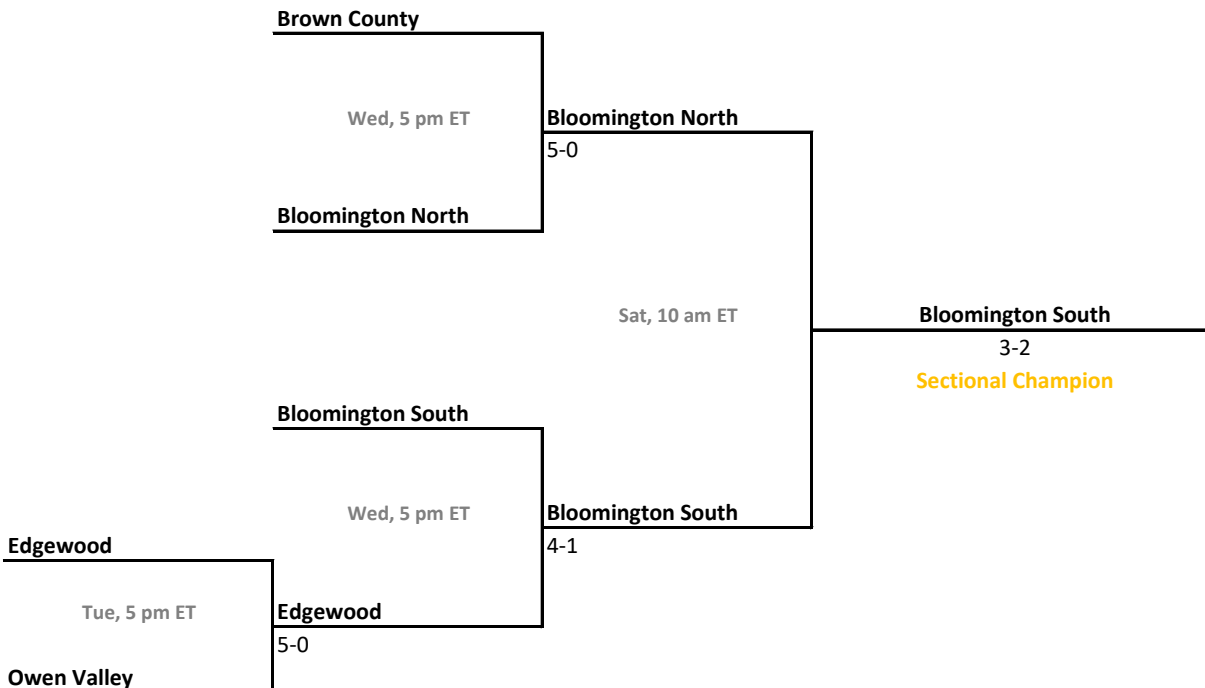 Brown County
Wed, 5 pm ET
Bloomington North
5-0
Bloomington North
Sat, 10 am ET
Bloomington South
3-2
Sectional Champion
Bloomington South
Wed, 5 pm ET
Bloomington South
4-1
Edgewood
Tue, 5 pm ET
Edgewood
5-0
Owen Valley